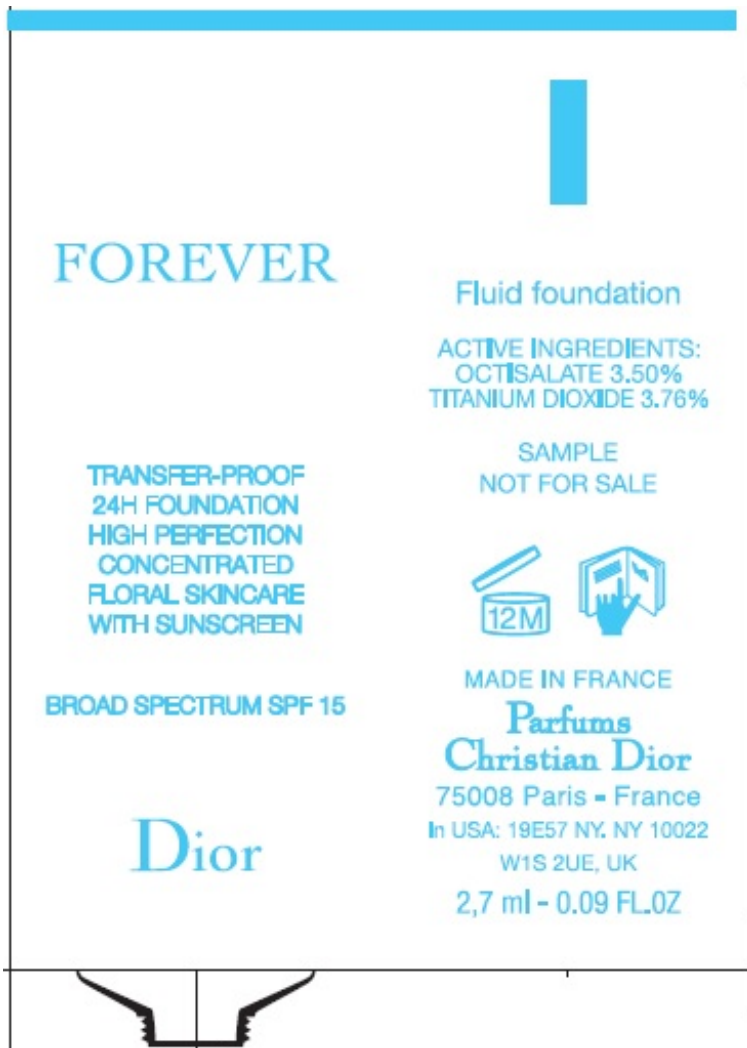 FOREVER
TRANSFER-PROOF
24H FOUNDATION
HIGH PERFECTION
CONCENTRATED
FLORAL SKINCARE
WITH SUNSCREEN
BROAD SPECTRUM SPF 15
Dior
Fluid foundation
ACTIVE INGREDIENTS:
OCTISALATE 3.50%
TITANIUM DIOXIDE 3.76%
SAMPLE
NOT FOR SALE
12M
MADE IN FRANCE
Parfums
Christian Dior
75008 Paris - France
In USA: 19E57 NY. NY 10022
W1S 2UE, UK
2,7 ml - 0.09 FL.0Z